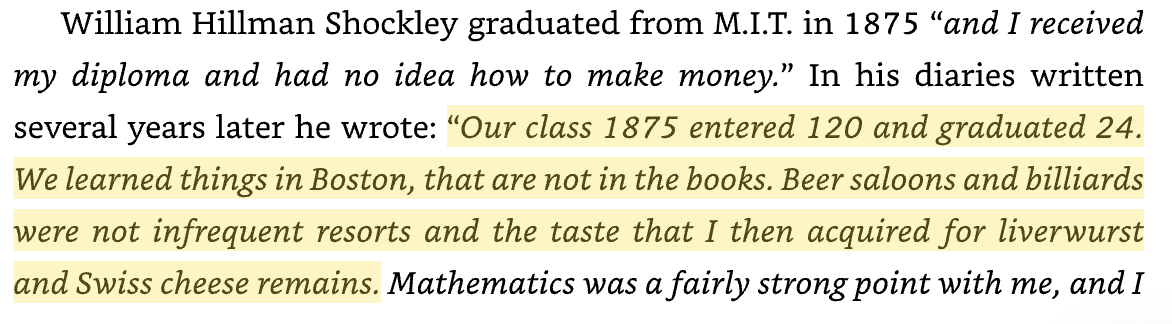 William Hillman Shockley graduated from M.I.T. in 1875 “and I received
my diploma and had no idea how to make money.” In his diaries written
several years later he wrote: “Our class 1875 entered 120 and graduated 24.
We learned things in Boston, that are not in the books. Beer saloons and billiards
were not infrequent resorts and the taste that I then acquired for liverwurst
and Swiss cheese remains. Mathematics was a fairly strong point with me, and I